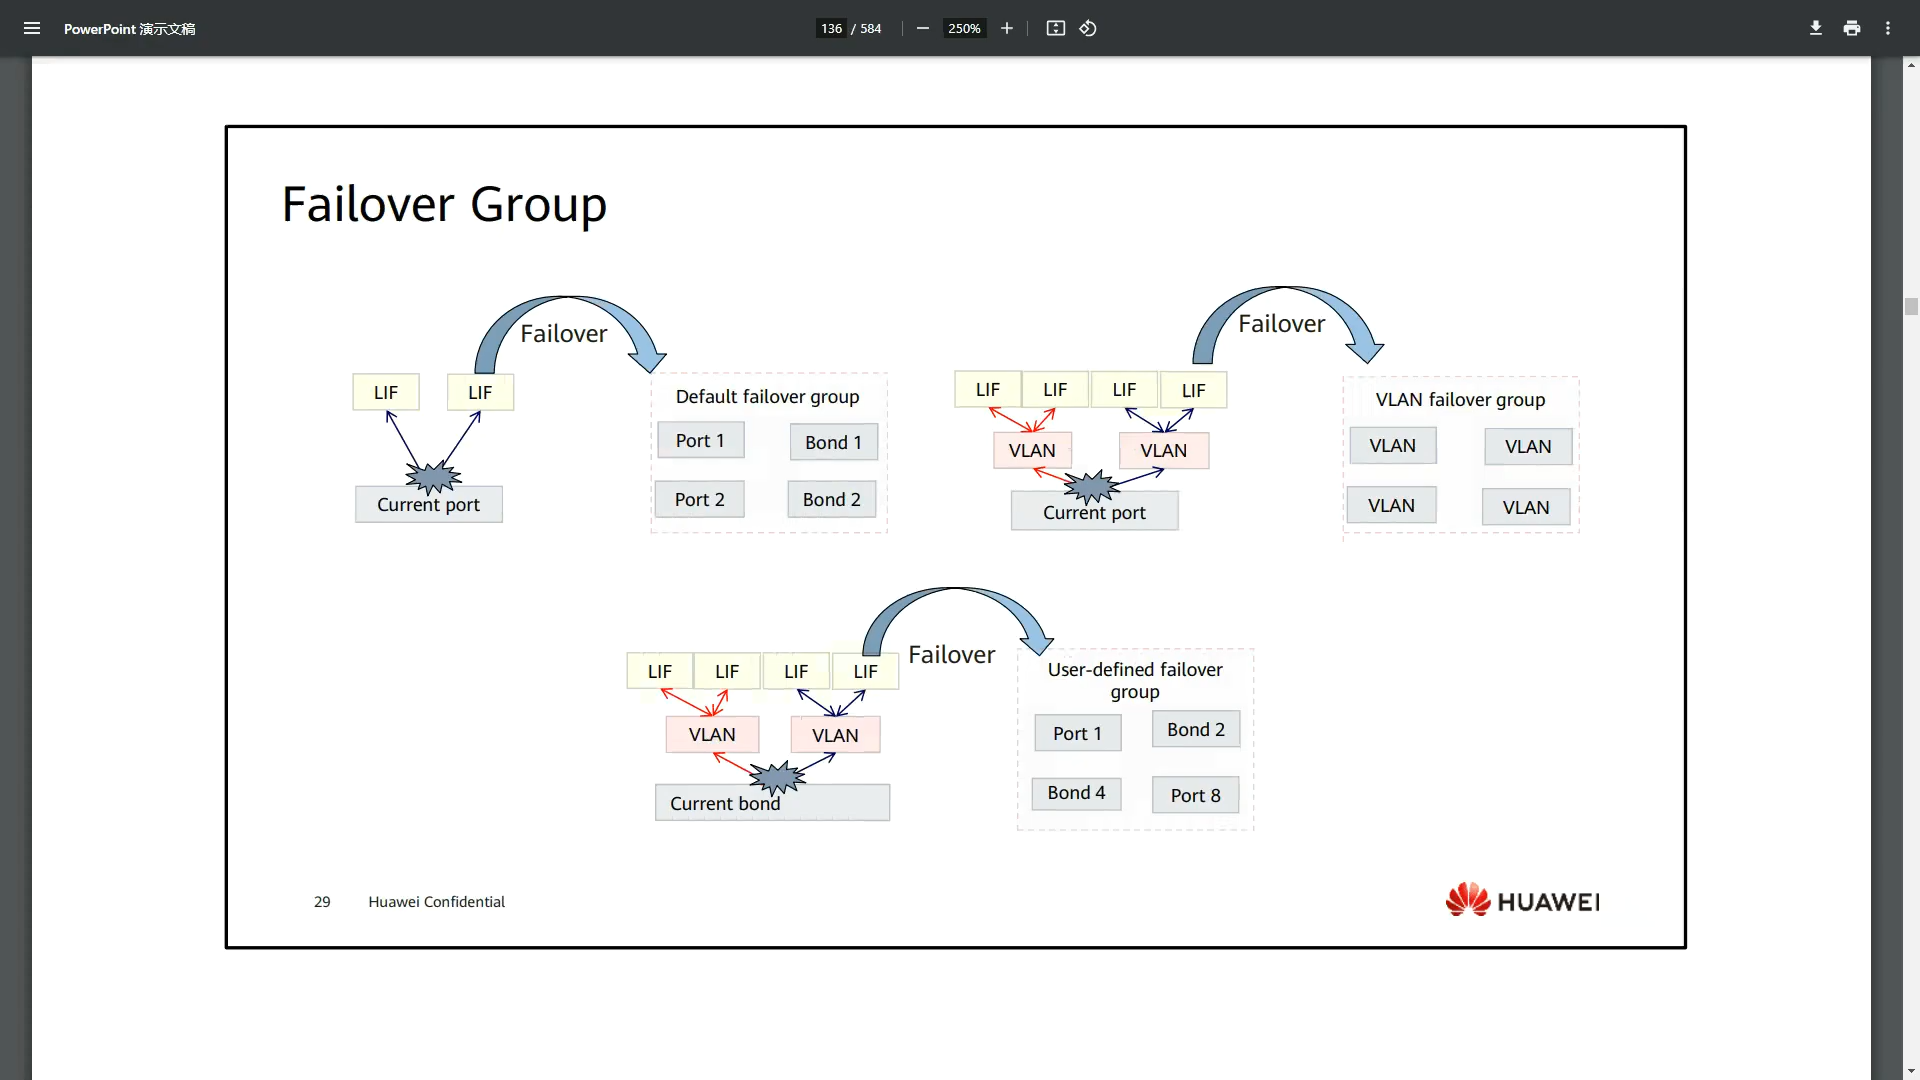 PowerPoint 演示文稿
136 / 584
250%
Failover Group
Failover
LIF LIF
Current port
Default failover group
Port 1 Bond 1
Port 2 Bond 2
Failover
LIF LIF LIF LIF
VLAN VLAN
Current port
VLAN failover group
VLAN VLAN
VLAN VLAN
Failover
LIF LIF LIF LIF
VLAN VLAN
Current bond
User-defined failover
group
Port 1 Bond 2
Bond 4 Port 8
29 Huawei Confidential
HUAWEI